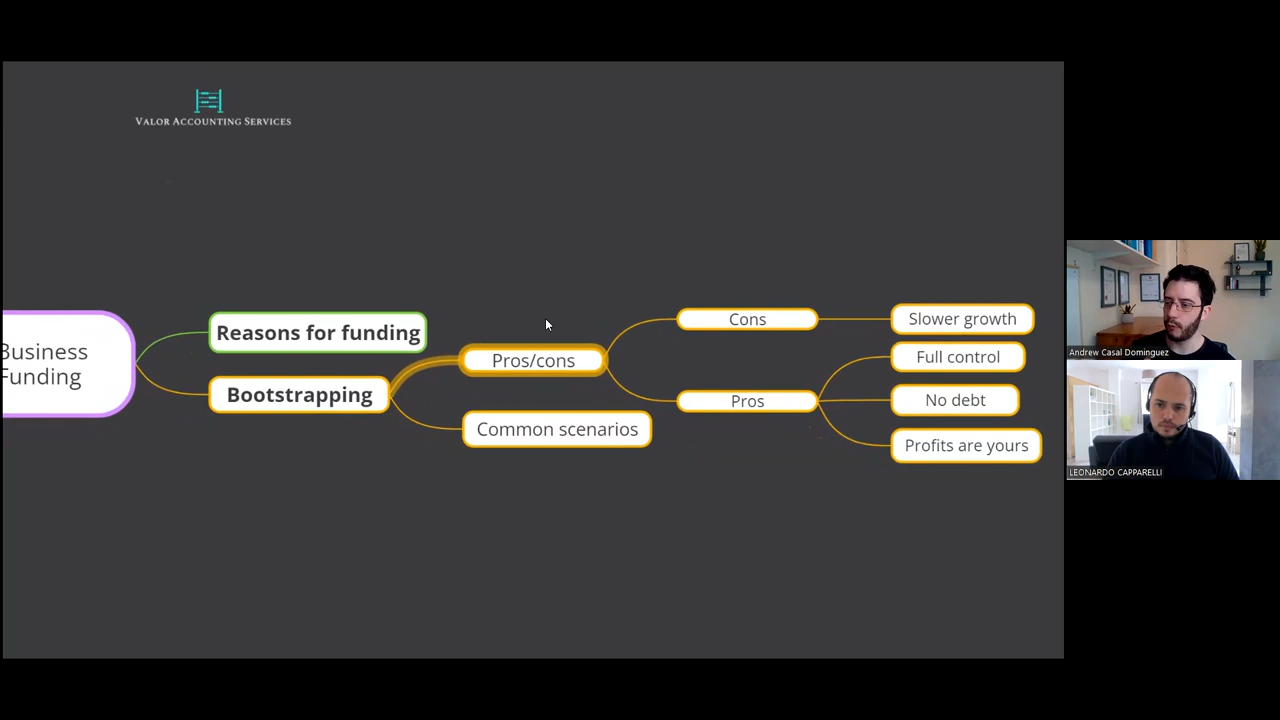 VALOR ACCOUNTING SERVICES
Business
Funding
Reasons for funding
Bootstrapping
Pros/cons
Common scenarios
Cons
Pros
Slower growth
Full control
No debt
Profits are yours
Andrew Casal Dominguez
LEONARDO CAPPARELLI